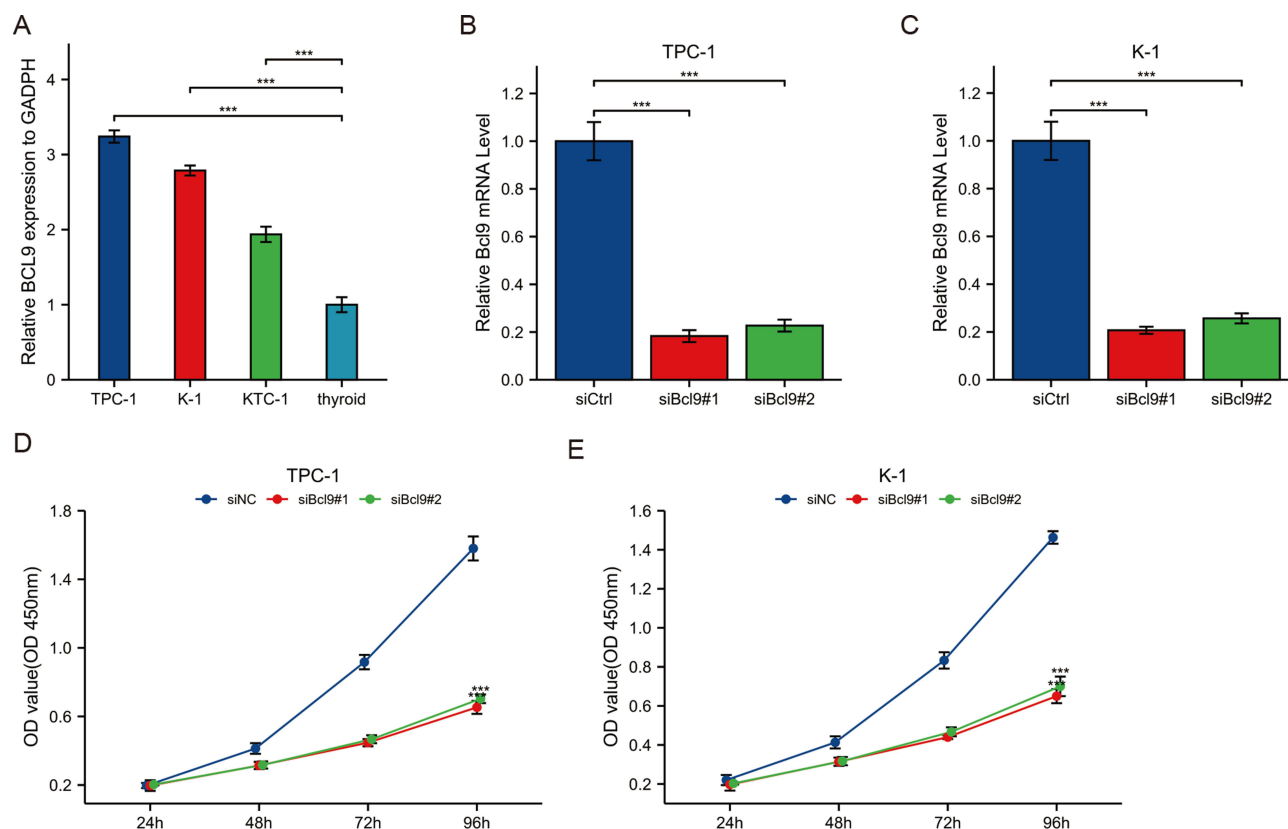 A
Relative BCL9 expression to GADPH
4
3
2
1
0
***
***
***
TPC-1 K-1 KTC-1 thyroid
B
TPC-1
Relative Bcl9 mRNA Level
1.2
1.0
0.8
0.6
0.4
0.2
0.0
***
***
siCtrl siBcl9#1 siBcl9#2
C
K-1
Relative Bcl9 mRNA Level
1.2
1.0
0.8
0.6
0.4
0.2
0.0
***
***
siCtrl siBcl9#1 siBcl9#2
D
TPC-1
siNC siBcl9#1 siBcl9#2
OD value(OD 450nm)
1.8
1.4
1.0
0.6
0.2
***
***
24h 48h 72h 96h
E
K-1
siNC siBcl9#1 siBcl9#2
OD value(OD 450nm)
1.6
1.4
1.2
1.0
0.8
0.6
0.4
0.2
***
***
24h 48h 72h 96h